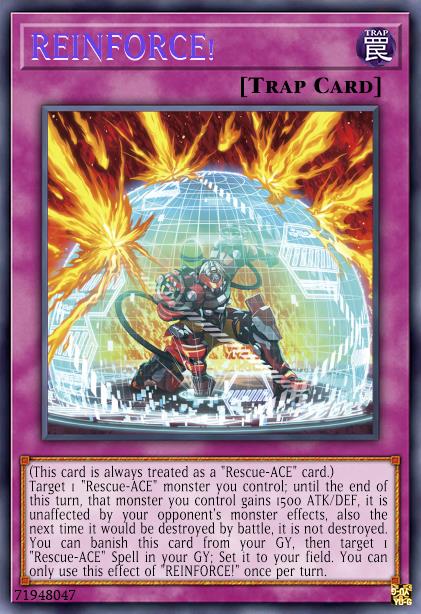 REINFORCE!
TRAP
罠
[TRAP CARD]
(This card is always treated as a "Rescue-ACE" card.)
Target 1 "Rescue-ACE" monster you control; until the end of
this turn, that monster you control gains 1500 ATK/DEF, it is
unaffected by your opponent's monster effects, also the
next time it would be destroyed by battle, it is not destroyed.
You can banish this card from your GY, then target 1
"Rescue-ACE" Spell in your GY; Set it to your field. You can
only use this effect of "REINFORCE!" once per turn.
71948047